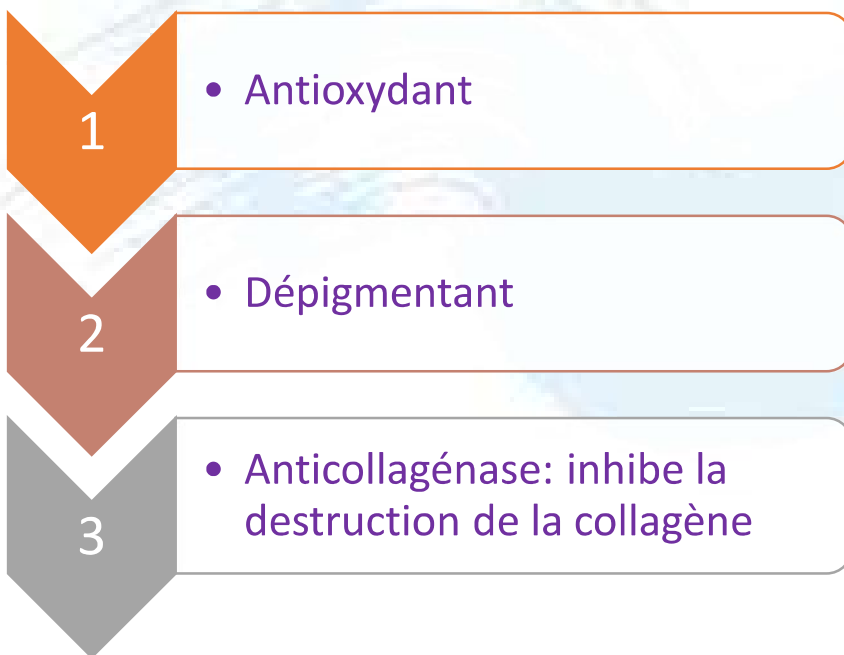 1
• Antioxydant
2
• Dépigmentant
3
• Anticollagénase: inhibe la
destruction de la collagène